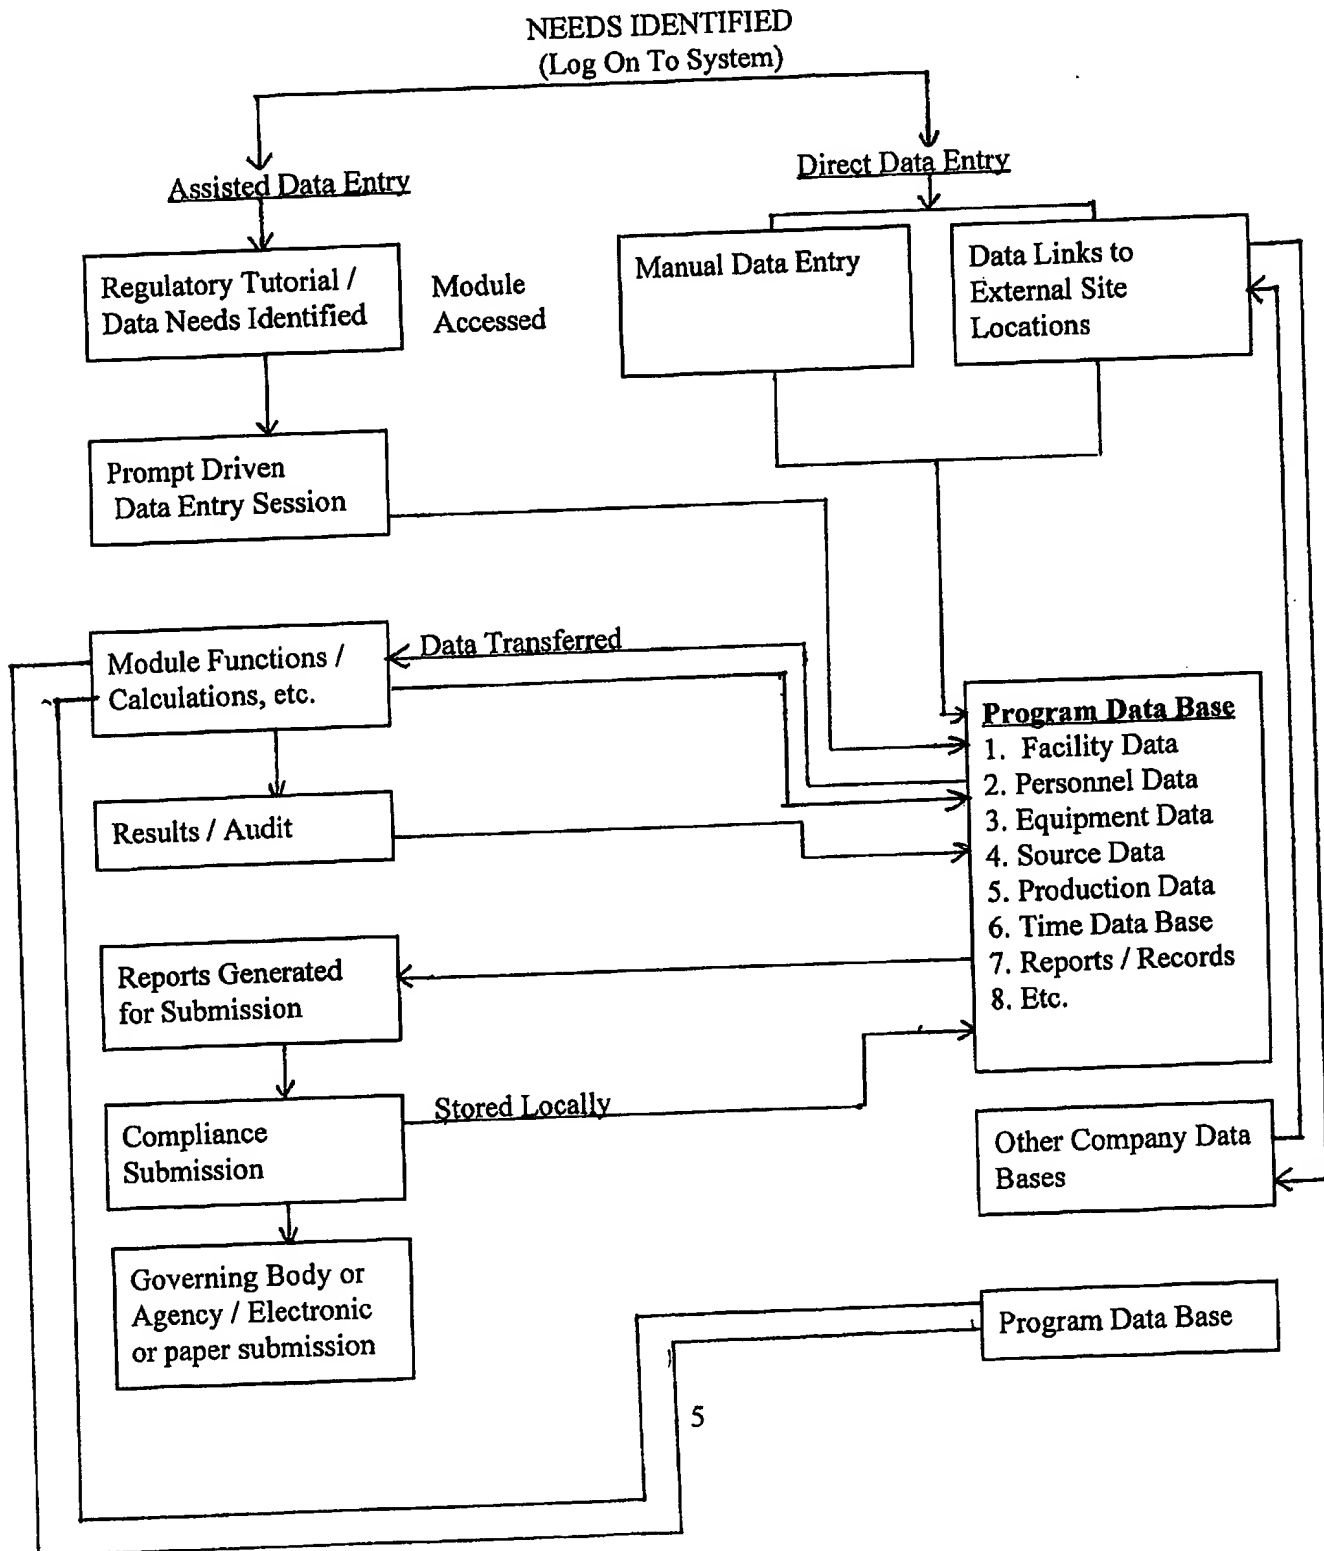 NEEDS IDENTIFIED
(Log On To System)
Assisted Data Entry
Direct Data Entry
Regulatory Tutorial /
Data Needs Identified
Module
Accessed
Manual Data Entry
Data Links to
External Site
Locations
Prompt Driven
Data Entry Session
Module Functions /
Calculations, etc.
Data Transferred
Program Data Base
1. Facility Data
2. Personnel Data
3. Equipment Data
4. Source Data
5. Production Data
6. Time Data Base
7. Reports / Records
8. Etc.
Results / Audit
Reports Generated
for Submission
Stored Locally
Compliance
Submission
Other Company Data
Bases
Governing Body or
Agency / Electronic
or paper submission
Program Data Base
5